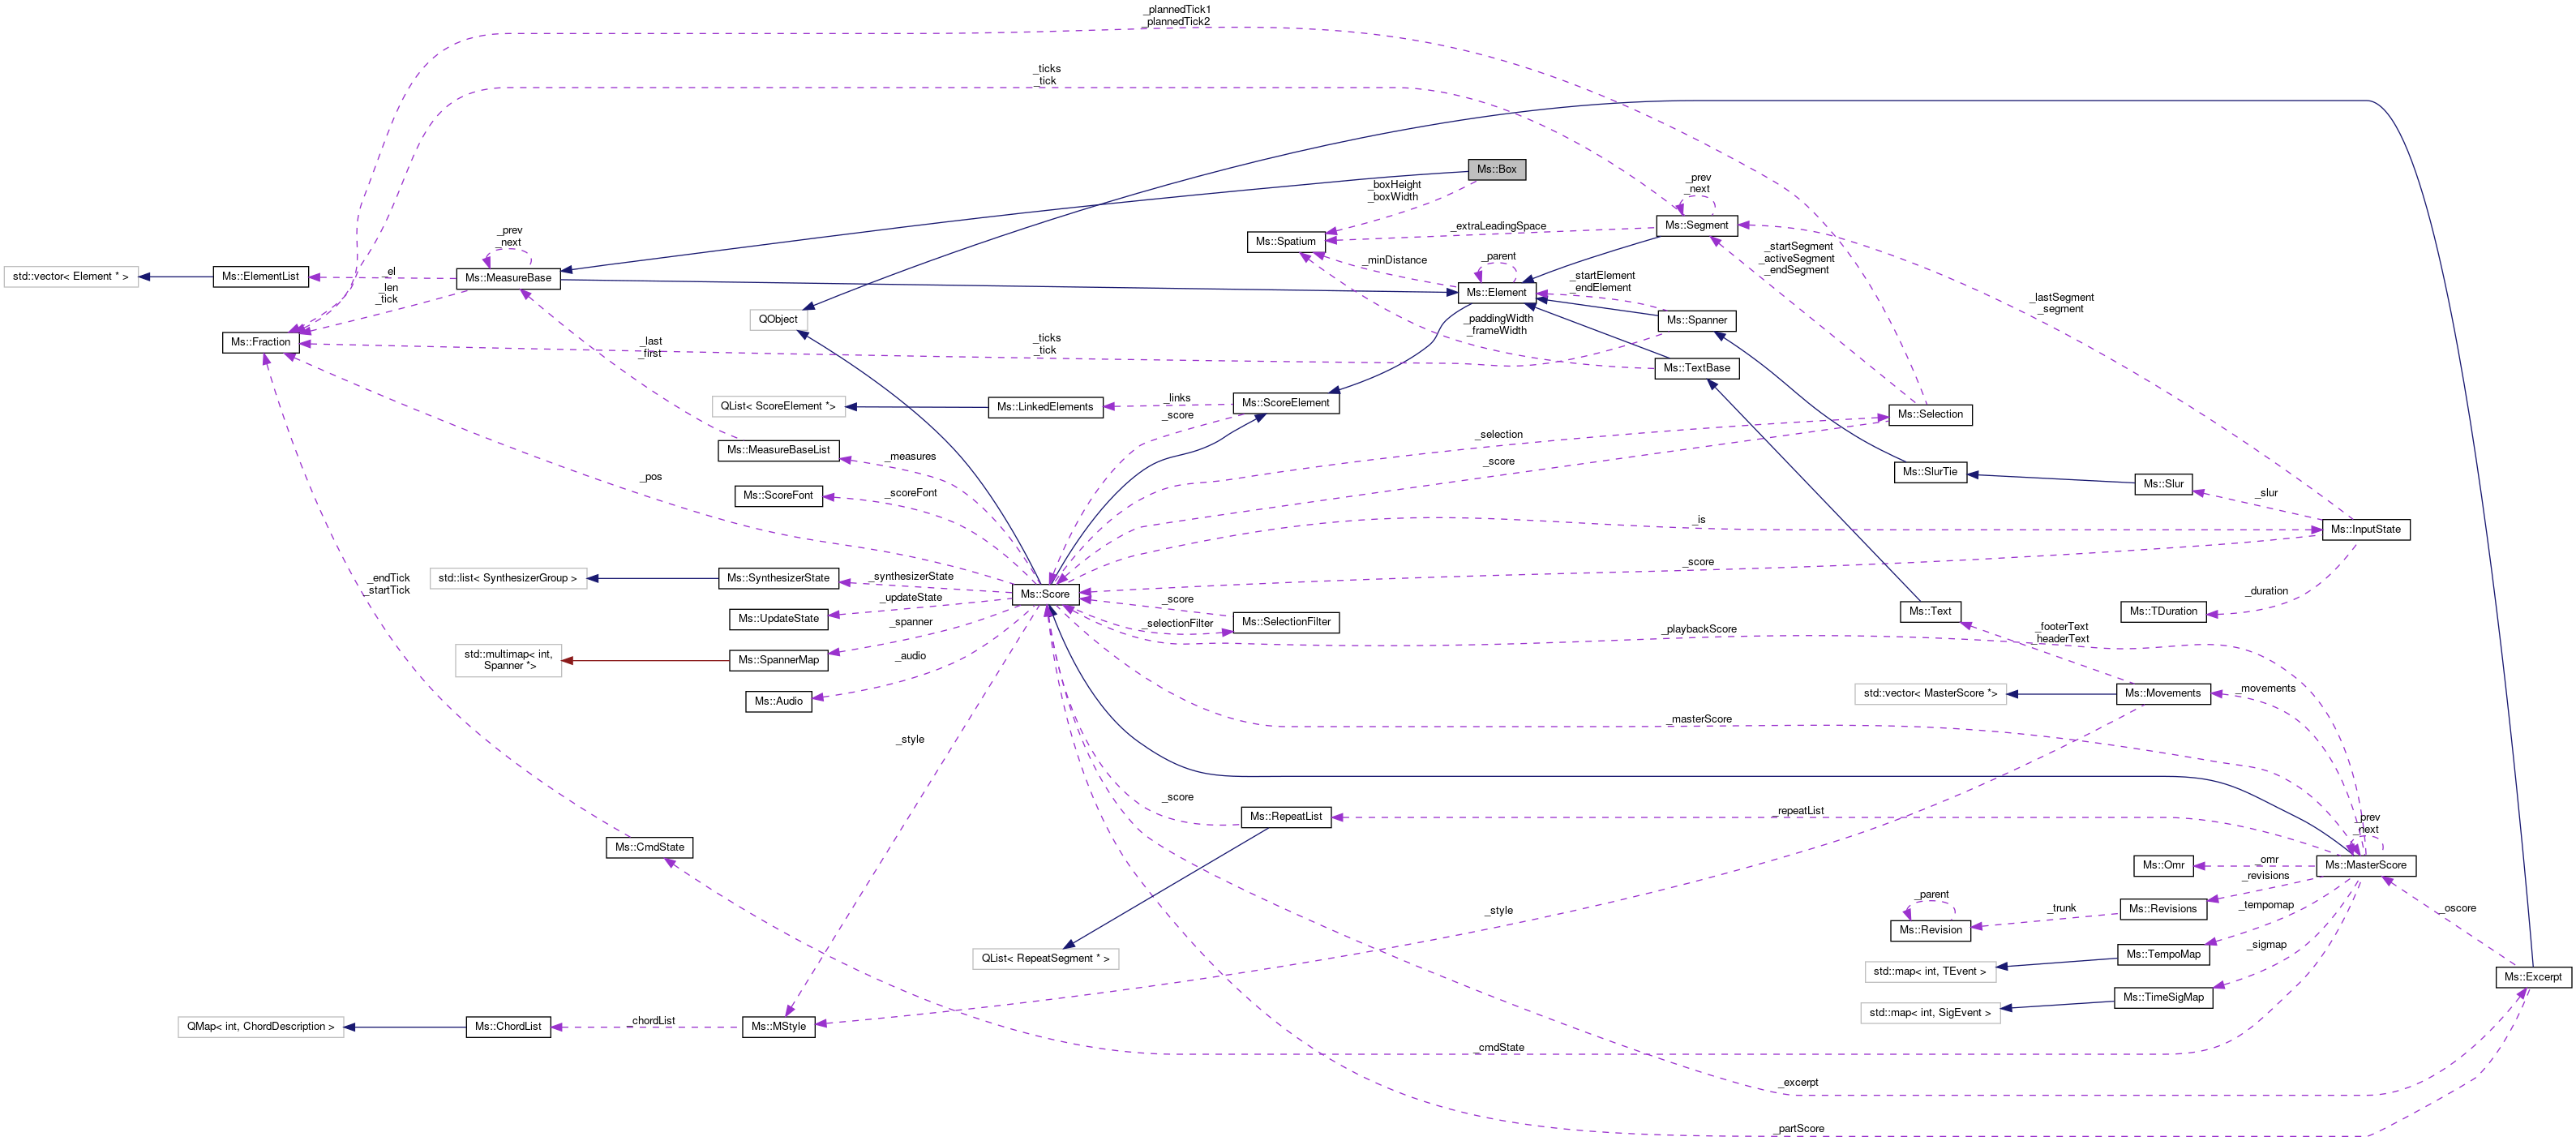 _plannedTick1
_plannedTick2
_ticks
_tick
Ms::Box
_boxHeight
_boxWidth
_prev
_next
Ms::Segment
_extraLeadingSpace
Ms::Spatium
_prev
_next
_startSegment
_activeSegment
_endSegment
_minDistance
_parent
_startElement
_endElement
std::vector< Element * >
Ms::ElementList
_el
Ms::MeasureBase
_len
_tick
Ms::Element
_lastSegment
_segment
QObject
Ms::Spanner
_paddingWidth
_frameWidth
Ms::Fraction
_last
_first
_ticks
_tick
Ms::TextBase
QList< ScoreElement *>
Ms::LinkedElements
_links
Ms::ScoreElement
_score
Ms::Selection
_selection
Ms::MeasureBaseList
_measures
_score
Ms::SlurTie
_pos
Ms::Slur
_slur
Ms::ScoreFont
_scoreFont
_is
Ms::InputState
_score
_endTick
_startTick
std::list< SynthesizerGroup >
Ms::SynthesizerState
_synthesizerState
Ms::Score
_duration
_updateState
_score
Ms::Text
Ms::TDuration
Ms::UpdateState
_spanner
_selectionFilter
Ms::SelectionFilter
_playbackScore
_footerText
_headerText
std::multimap< int,
Spanner *>
Ms::SpannerMap
_audio
Ms::Audio
std::vector< MasterScore *>
Ms::Movements
_movements
_masterScore
_style
_score
Ms::RepeatList
_repeatList
_prev
_next
Ms::CmdState
Ms::Omr
_omr
Ms::MasterScore
_revisions
_parent
_trunk
Ms::Revisions
_tempomap
_style
_oscore
Ms::Revision
_sigmap
QList< RepeatSegment * >
Ms::TempoMap
std::map< int, TEvent >
Ms::Excerpt
Ms::TimeSigMap
std::map< int, SigEvent >
QMap< int, ChordDescription >
Ms::ChordList
_chordList
Ms::MStyle
_cmdState
_excerpt
_partScore